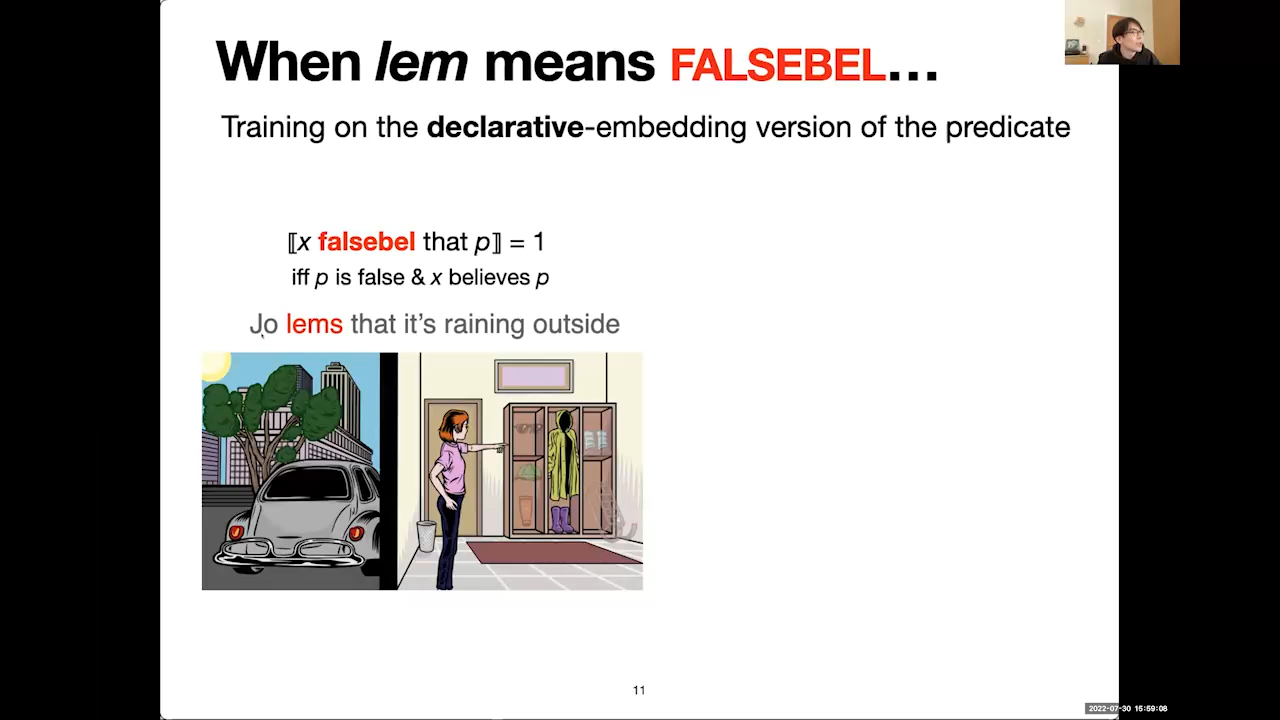 When lem means FALSEBEL…
Training on the declarative-embedding version of the predicate
⟦x falsebel that p⟧ = 1
iff p is false & x believes p
Jo lems that it's raining outside
11
2022-07-30 15:59:08